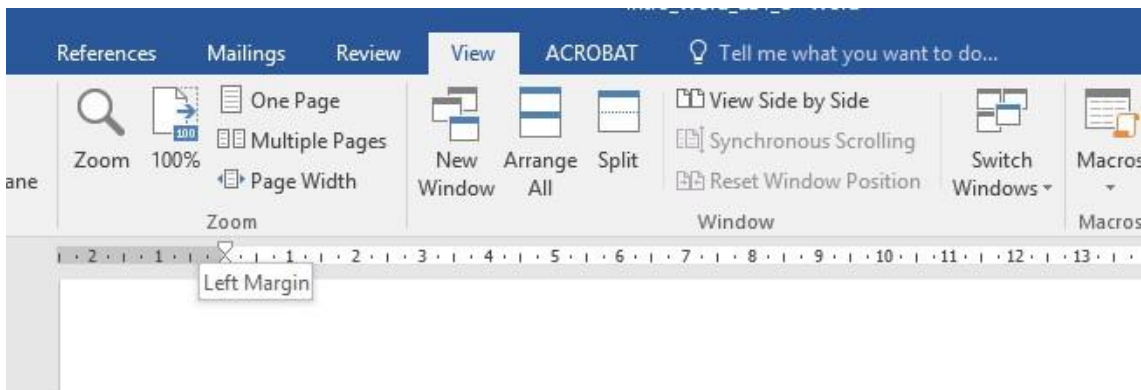 References Mailings Review View ACROBAT Tell me what you want to do...
One Page View Side by Side
Multiple Pages Synchronous Scrolling
Zoom 100% New Arrange Split Switch Macros
ane Page Width Window All Reset Window Position Windows
Zoom Window Macros
2 1 1 2 3 4 5 6 7 8 9 10 11 12 13
Left Margin